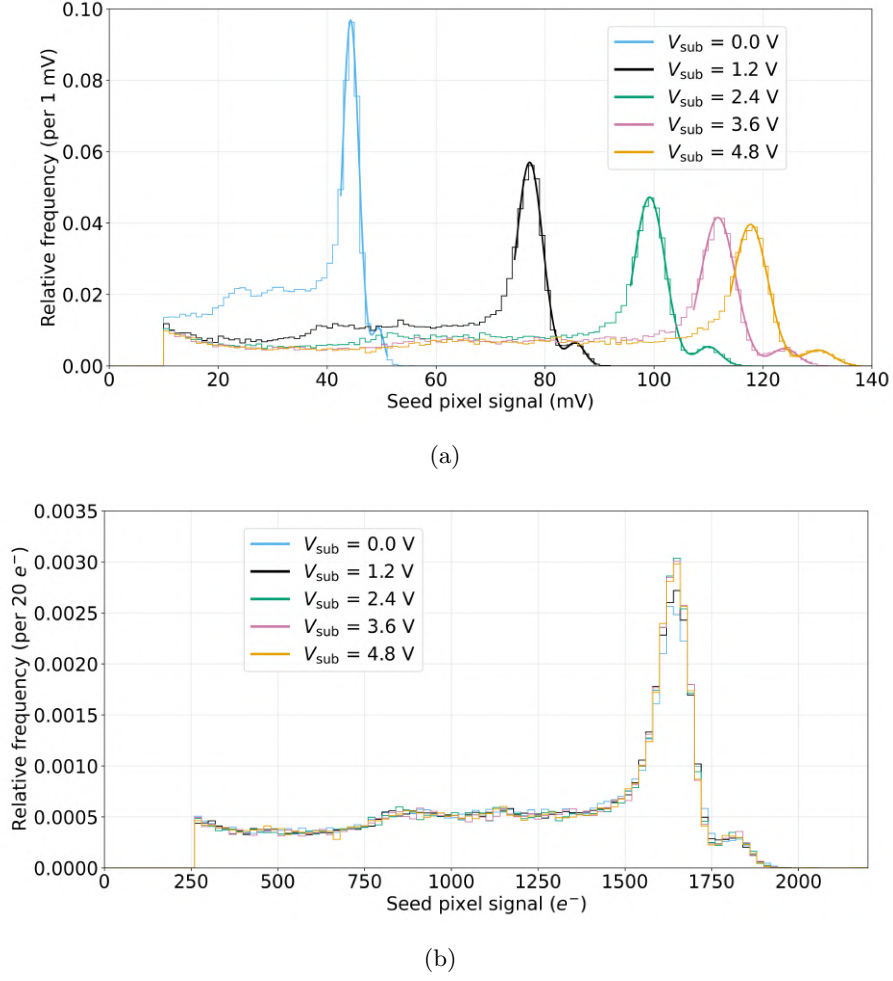 0.10
0.08
0.06
0.04
0.02
0.00
Relative frequency (per 1 mV)
V_sub = 0.0 V
V_sub = 1.2 V
V_sub = 2.4 V
V_sub = 3.6 V
V_sub = 4.8 V
0 20 40 60 80 100 120 140
Seed pixel signal (mV)
(a)
0.0035
0.0030
0.0025
0.0020
0.0015
0.0010
0.0005
0.0000
Relative frequency (per 20 e⁻)
V_sub = 0.0 V
V_sub = 1.2 V
V_sub = 2.4 V
V_sub = 3.6 V
V_sub = 4.8 V
0 250 500 750 1000 1250 1500 1750 2000
Seed pixel signal (e⁻)
(b)